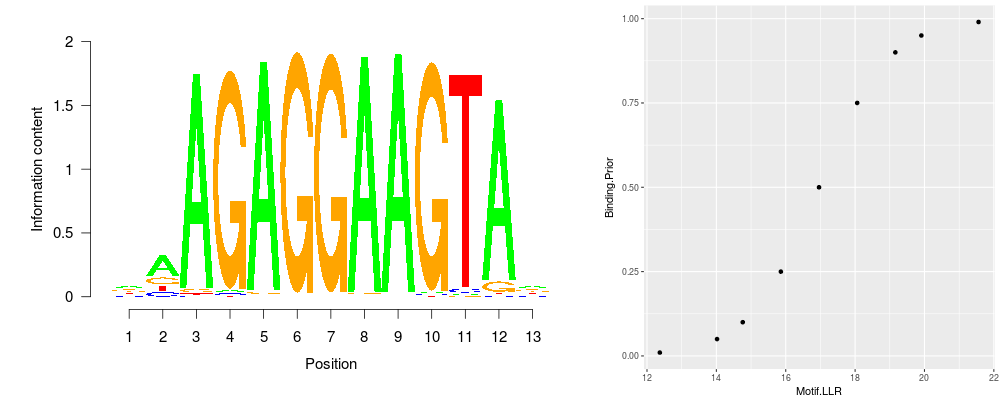 2
1.5
1
0.5
0
Information content
A A G A G G A A G T A
G
1 2 3 4 5 6 7 8 9 10 11 12 13
Position
1.00
0.75
0.50
0.25
0.00
Binding.Prior
12 14 16 18 20 22
Motif.LLR